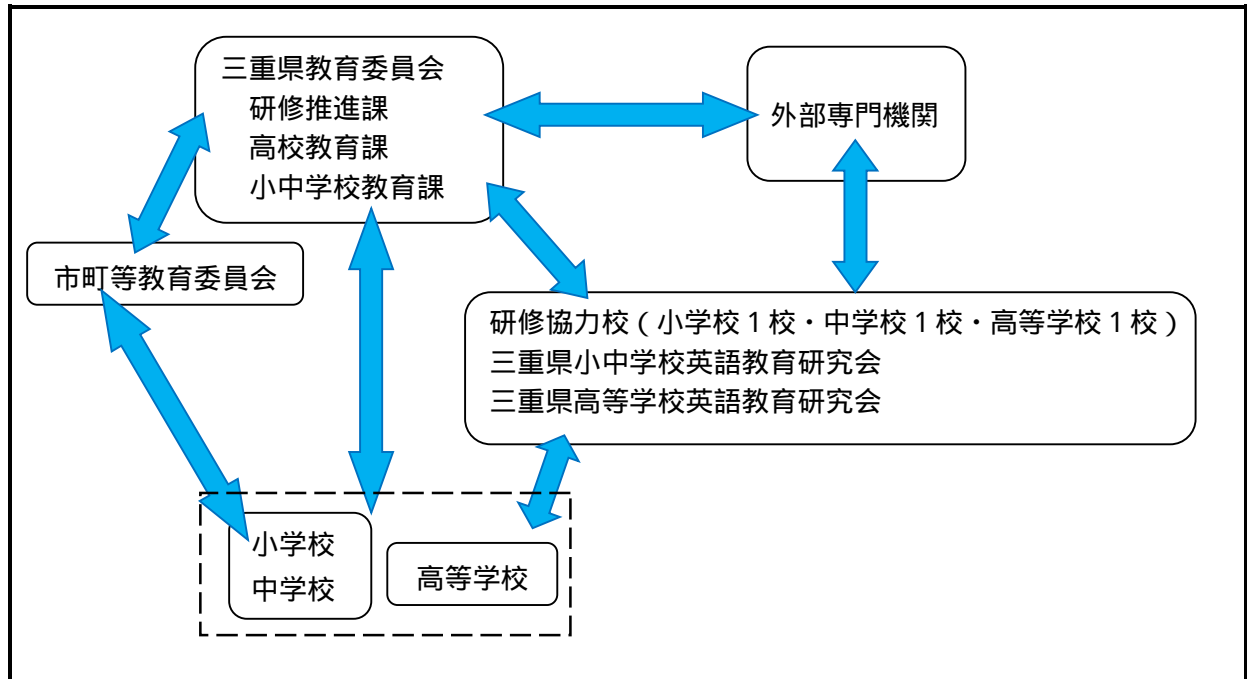 三重県教育委員会
研修推進課
高校教育課
小中学校教育課
外部専門機関
市町等教育委員会
研修協力校（小学校１校・中学校１校・高等学校１校）
三重県小中学校英語教育研究会
三重県高等学校英語教育研究会
小学校
中学校
高等学校